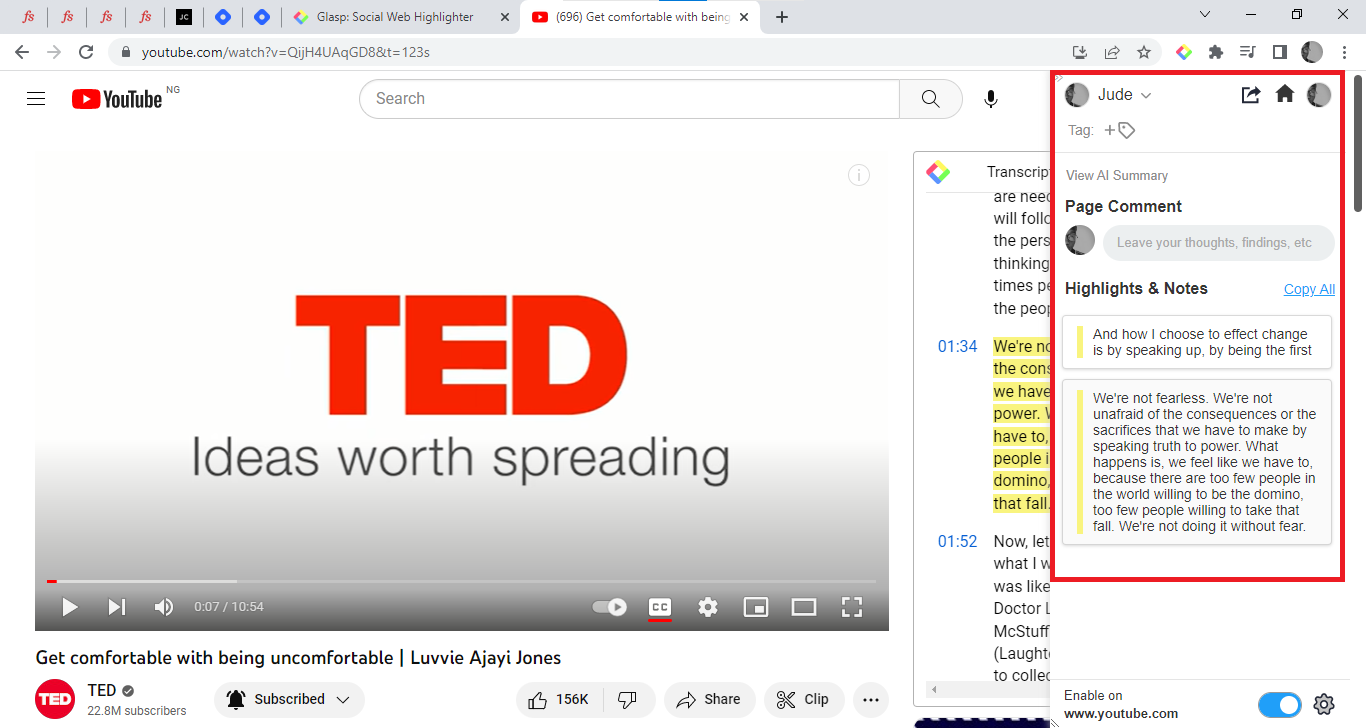 fs
fs
fs
fs
JC
Glasp: Social Web Highlighter
(696) Get comfortable with being
youtube.com/watch?v=QijH4UAqGD8&t=123s
YouTube NG
Search
TED
Ideas worth spreading
0:07 / 10:54
CC
Get comfortable with being uncomfortable | Luvvie Ajayi Jones
TED
TED
22.8M subscribers
Subscribed
156K
Share
Clip
Transcrip
are need
will follo
the pers
thinking
times pe
the peop
01:34
We're no
the cons
we have
power. W
have to,
people i
domino,
that fall.
01:52
Now, let
what I w
was like
Doctor L
McStuff
(Laught
to collec
Jude
Tag: +
View AI Summary
Page Comment
Leave your thoughts, findings, etc
Highlights & Notes
Copy All
And how I choose to effect change
is by speaking up, by being the first
We're not fearless. We're not
unafraid of the consequences or the
sacrifices that we have to make by
speaking truth to power. What
happens is, we feel like we have to,
because there are too few people in
the world willing to be the domino,
too few people willing to take that
fall. We're not doing it without fear.
Enable on
www.youtube.com